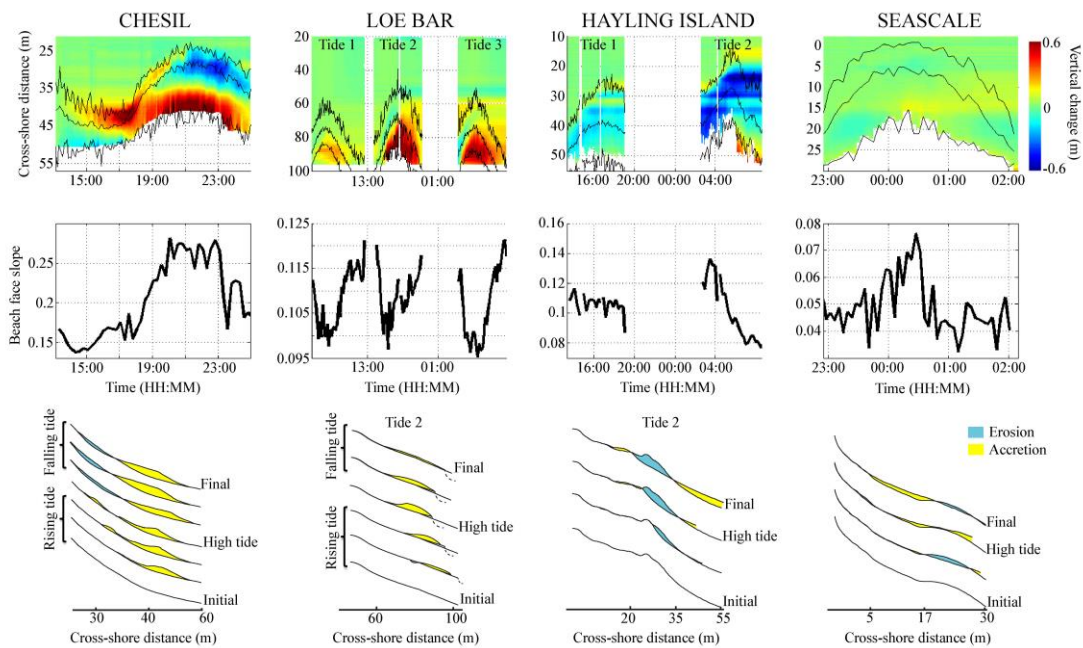 CHESIL
LOE BAR
HAYLING ISLAND
SEASCALE
Cross-shore distance (m)
25
35
45
55
15:00 19:00 23:00
Tide 1 Tide 2 Tide 3
20
40
60
80
100
13:00 01:00
Tide 1 Tide 2
10
20
30
40
50
16:00 20:00 00:00 04:00
0
5
10
15
20
25
23:00 00:00 01:00 02:00
0.6
0
-0.6
Vertical change (m)
Beach face slope
0.25
0.2
0.15
15:00 19:00 23:00
Time (HH:MM)
0.125
0.115
0.105
0.095
13:00 01:00
Time (HH:MM)
0.16
0.14
0.12
0.1
0.08
16:00 20:00 00:00 04:00
Time (HH:MM)
0.08
0.07
0.06
0.05
0.04
23:00 00:00 01:00 02:00
Time (HH:MM)
Falling tide
Rising tide
Final
High tide
Initial
30 40 60
Cross-shore distance (m)
Tide 2
Falling tide
Rising tide
Final
High tide
Initial
60 100
Cross-shore distance (m)
Tide 2
Final
High tide
Initial
20 35 55
Cross-shore distance (m)
Erosion
Accretion
Final
High tide
Initial
5 17 30
Cross-shore distance (m)